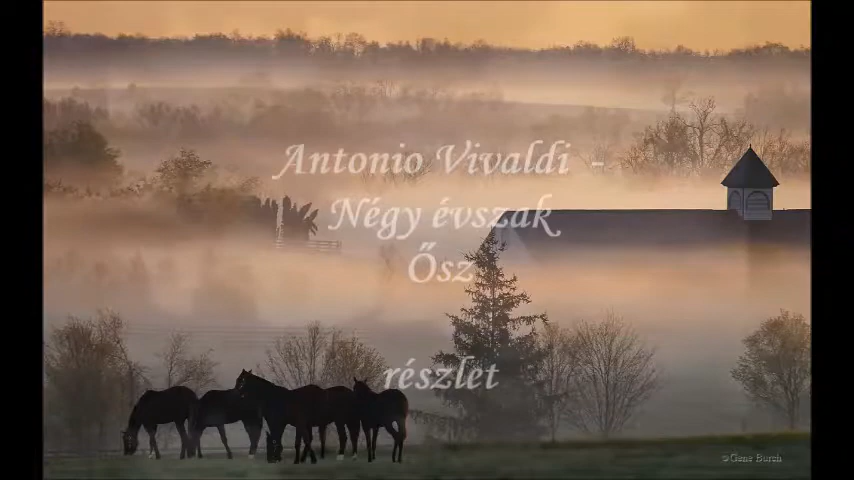 Antonio Vivaldi -
Négy évszak
Ősz
részlet
©Gene Burch